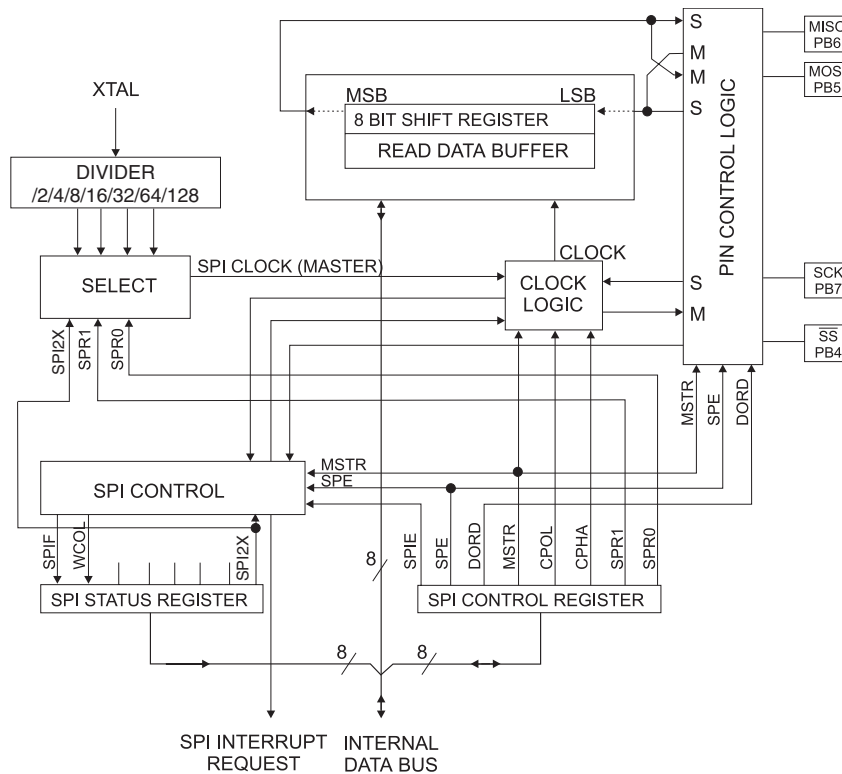 S
MISO
PB6
M
MOSI
PB5
M
XTAL
MSB
LSB
S
8 BIT SHIFT REGISTER
READ DATA BUFFER
PIN CONTROL LOGIC
DIVIDER
/2/4/8/16/32/64/128
CLOCK
SPI CLOCK (MASTER)
SELECT
CLOCK
LOGIC
S
SCK
PB7
M
SPI2X
SPR1
SPR0
SS
PB4
MSTR
SPE
DORD
MSTR
SPE
SPI CONTROL
SPIF
WCOL
SPI2X
8
SPIE
SPE
DORD
MSTR
CPOL
CPHA
SPR1
SPR0
SPI STATUS REGISTER
SPI CONTROL REGISTER
8
8
SPI INTERRUPT
REQUEST
INTERNAL
DATA BUS